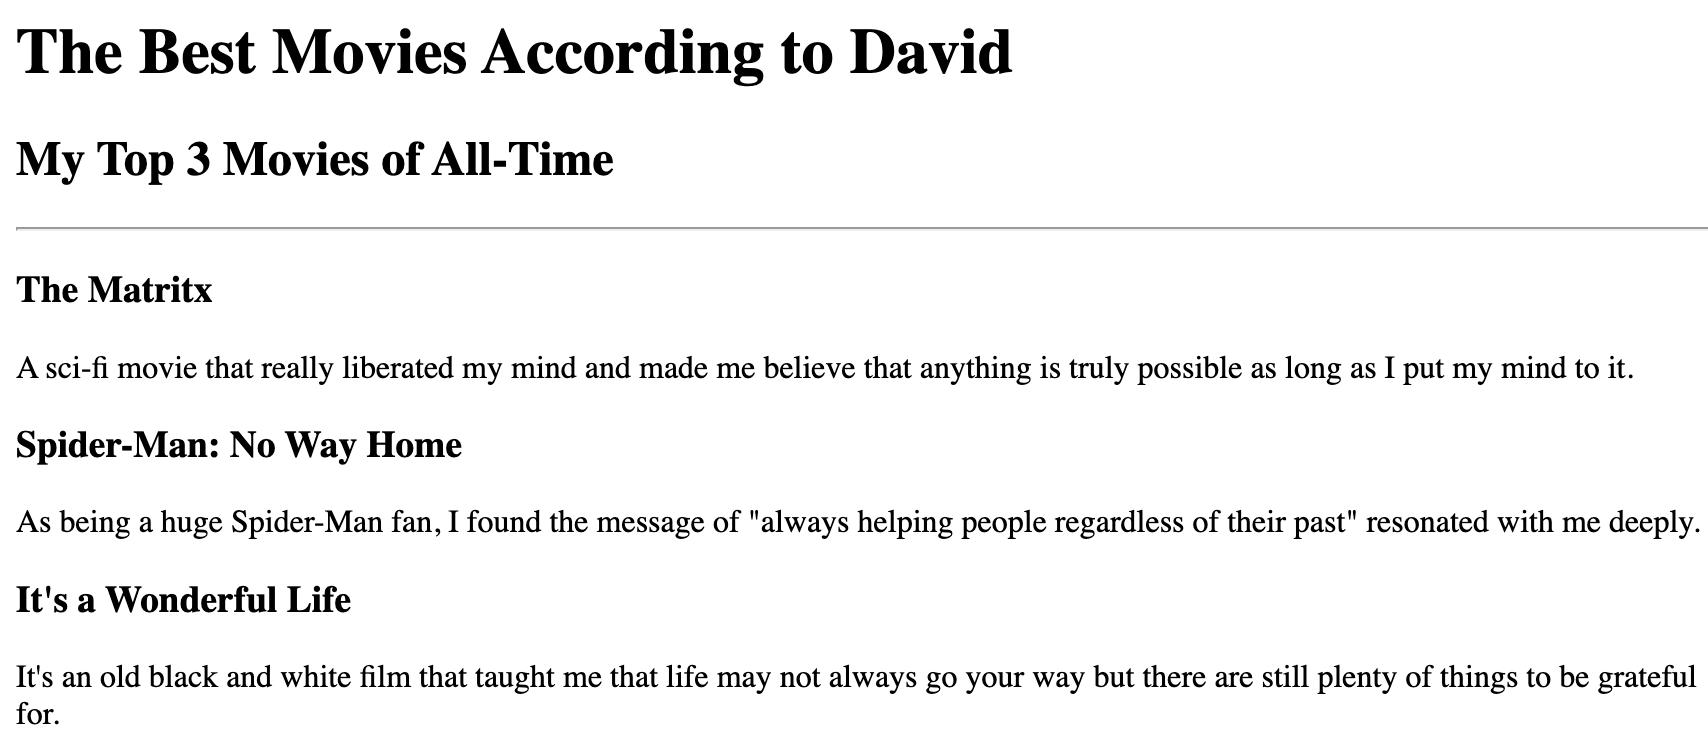 The Best Movies According to David
My Top 3 Movies of All-Time
The Matritx
A sci-fi movie that really liberated my mind and made me believe that anything is truly possible as long as I put my mind to it.
Spider-Man: No Way Home
As being a huge Spider-Man fan, I found the message of "always helping people regardless of their past" resonated with me deeply.
It's a Wonderful Life
It's an old black and white film that taught me that life may not always go your way but there are still plenty of things to be grateful
for.